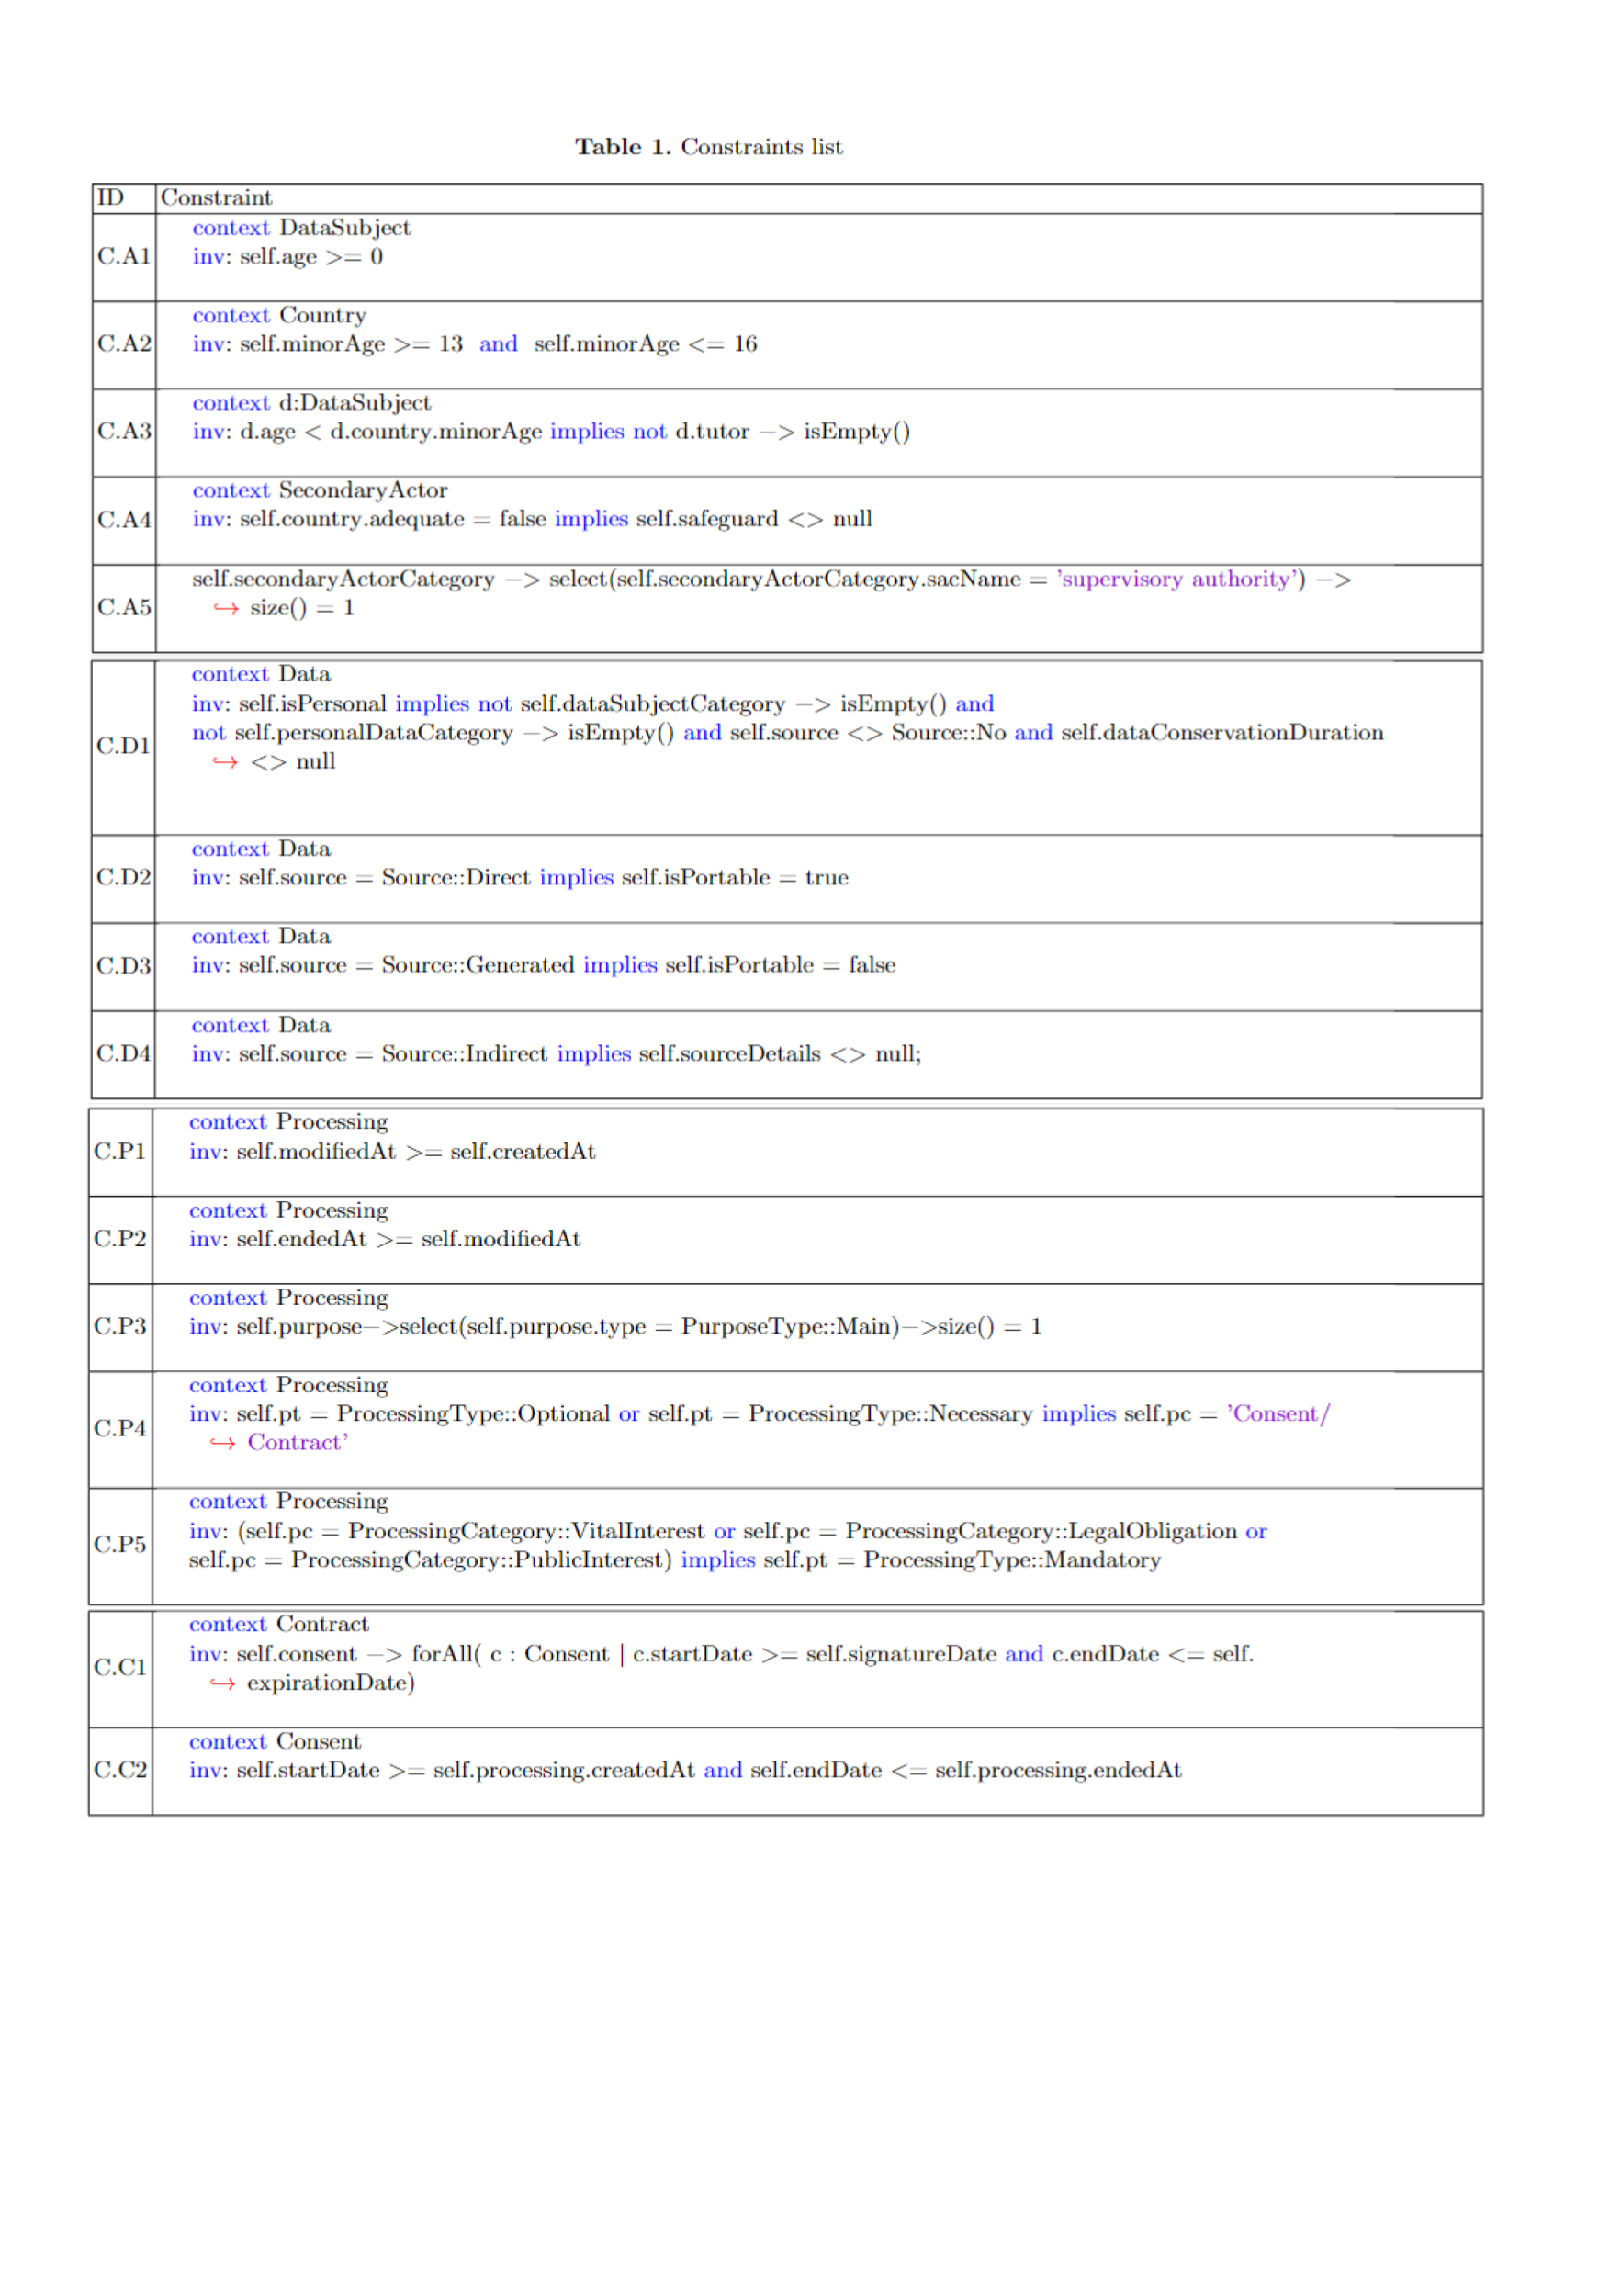 Table 1. Constraints list
ID Constraint
context DataSubject
C.A1 inv: self.age >= 0
context Country
C.A2 inv: self.minorAge >= 13 and self.minorAge <= 16
context d:DataSubject
C.A3 inv: d.age < d.country.minorAge implies not d.tutor −> isEmpty()
context SecondaryActor
C.A4 inv: self.country.adequate = false implies self.safeguard <> null
self.secondaryActorCategory −> select(self.secondaryActorCategory.sacName = 'supervisory authority') −>
C.A5 ↪ size() = 1
context Data
inv: self.isPersonal implies not self.dataSubjectCategory −> isEmpty() and
C.D1 not self.personalDataCategory −> isEmpty() and self.source <> Source::No and self.dataConservationDuration
↪ <> null
context Data
C.D2 inv: self.source = Source::Direct implies self.isPortable = true
context Data
C.D3 inv: self.source = Source::Generated implies self.isPortable = false
context Data
C.D4 inv: self.source = Source::Indirect implies self.sourceDetails <> null;
context Processing
C.P1 inv: self.modifiedAt >= self.createdAt
context Processing
C.P2 inv: self.endedAt >= self.modifiedAt
context Processing
C.P3 inv: self.purpose−>select(self.purpose.type = PurposeType::Main)−>size() = 1
context Processing
C.P4 inv: self.pt = ProcessingType::Optional or self.pt = ProcessingType::Necessary implies self.pc = 'Consent/
↪ Contract'
context Processing
C.P5 inv: (self.pc = ProcessingCategory::VitalInterest or self.pc = ProcessingCategory::LegalObligation or
self.pc = ProcessingCategory::PublicInterest) implies self.pt = ProcessingType::Mandatory
context Contract
C.C1 inv: self.consent −> forAll( c : Consent | c.startDate >= self.signatureDate and c.endDate <= self.
↪ expirationDate)
context Consent
C.C2 inv: self.startDate >= self.processing.createdAt and self.endDate <= self.processing.endedAt